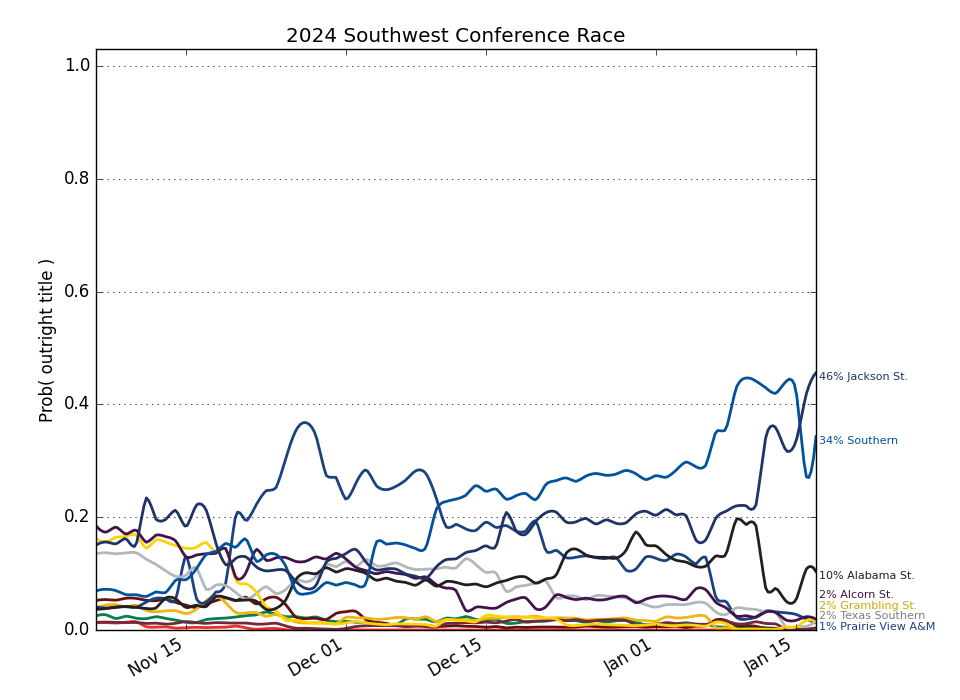 2024 Southwest Conference Race
1.0
0.8
0.6
0.4
0.2
0.0
Prob( outright title )
46% Jackson St.
34% Southern
10% Alabama St.
2% Alcorn St.
2% Grambling St.
2% Texas Southern
1% Prairie View A&M
Nov 15
Dec 01
Dec 15
Jan 01
Jan 15